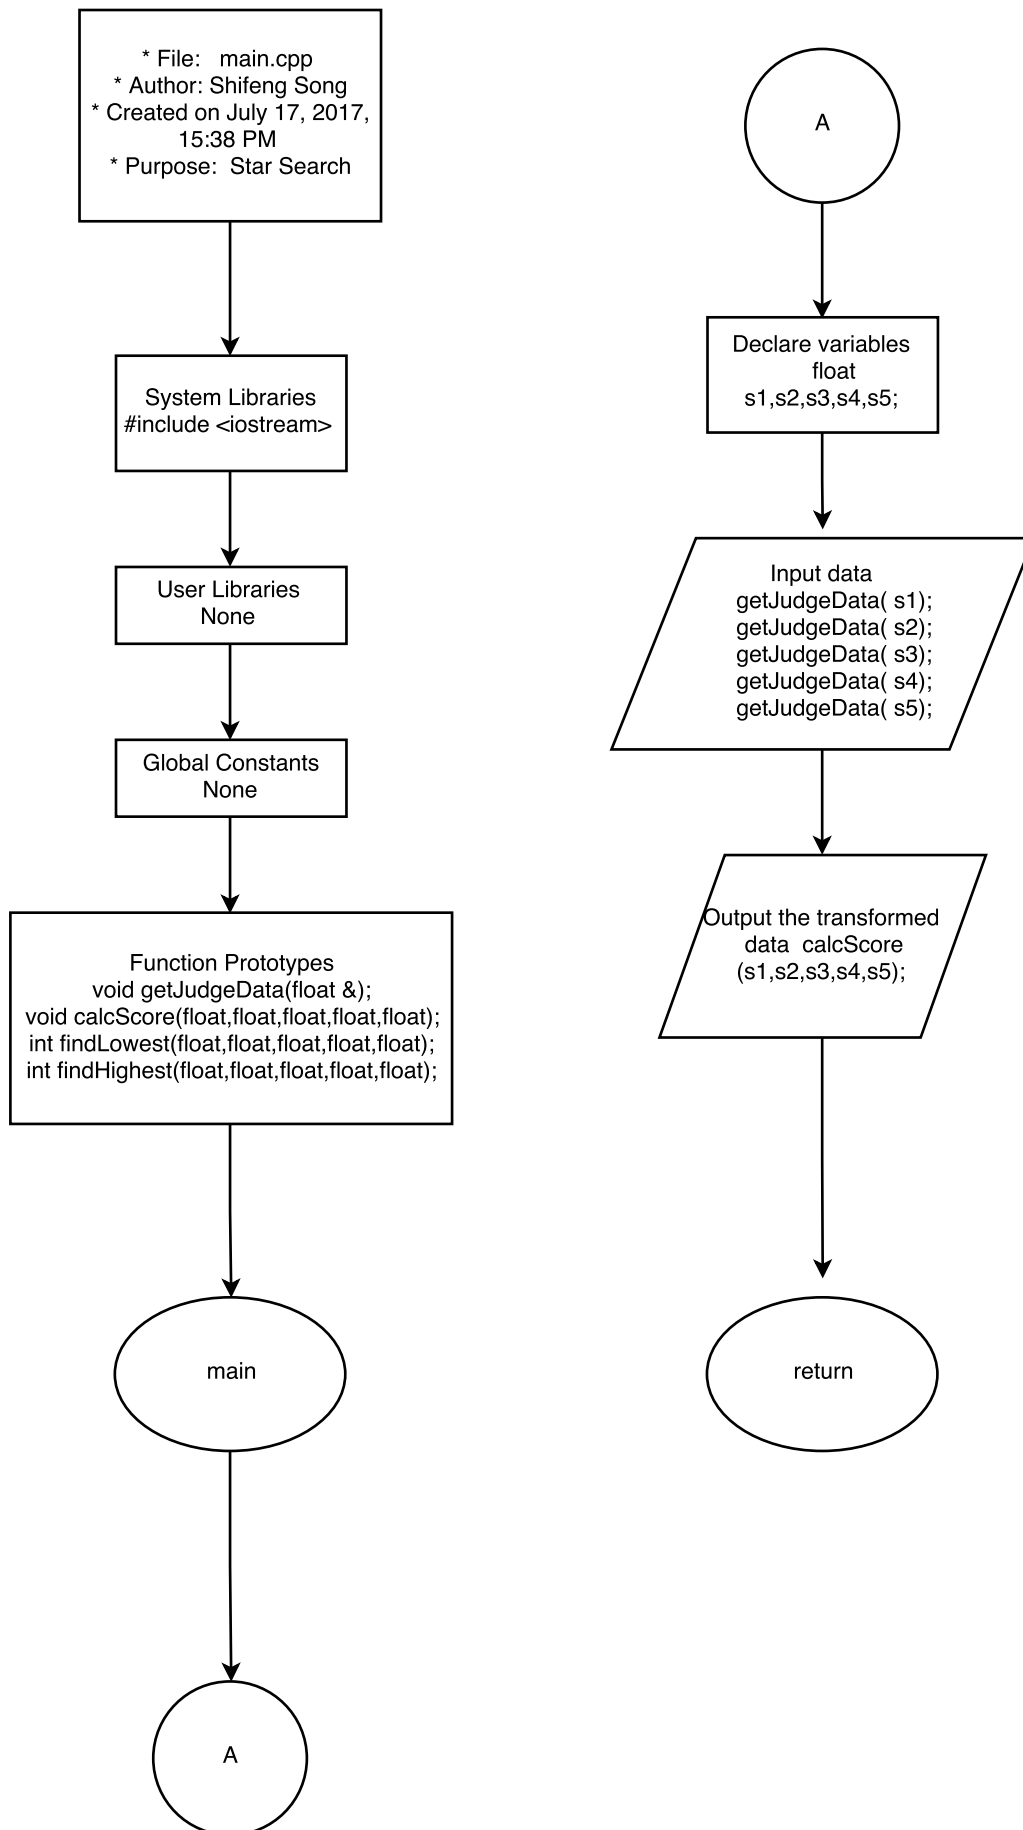 * File:   main.cpp
* Author: Shifeng Song
* Created on July 17, 2017,
15:38 PM
* Purpose:  Star Search
System Libraries
#include <iostream>
User Libraries
None
Global Constants
None
Function Prototypes
void getJudgeData(float &);
void calcScore(float,float,float,float,float);
int findLowest(float,float,float,float,float);
int findHighest(float,float,float,float,float);
main
A
A
Declare variables
float
s1,s2,s3,s4,s5;
Input data
getJudgeData( s1);
getJudgeData( s2);
getJudgeData( s3);
getJudgeData( s4);
getJudgeData( s5);
Output the transformed
data  calcScore
(s1,s2,s3,s4,s5);
return